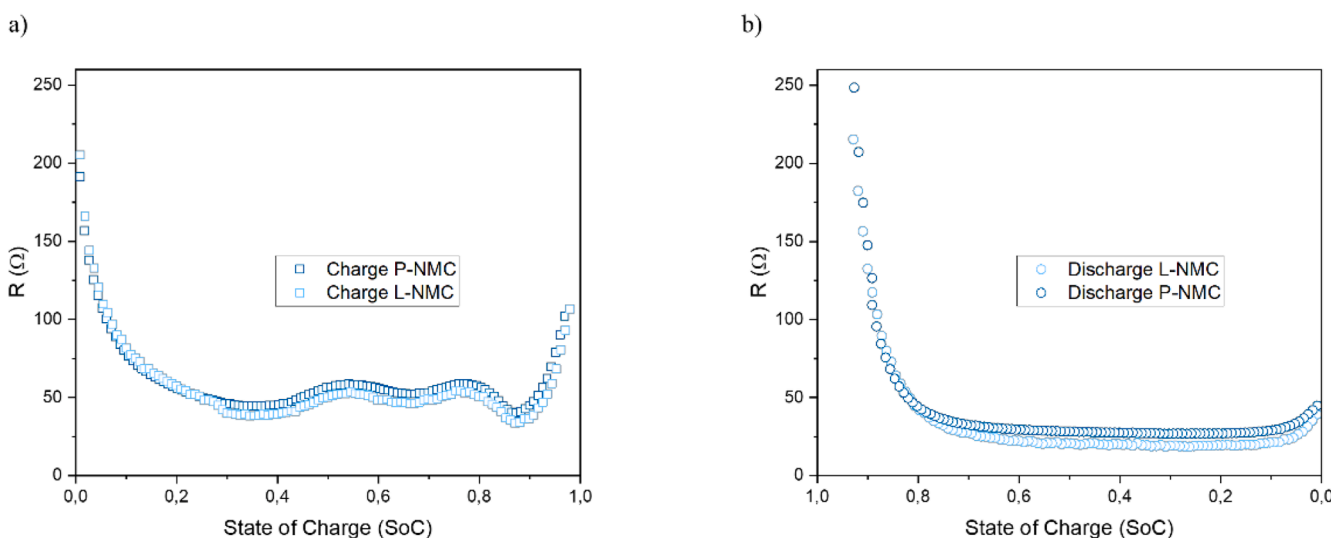 a)
250
200
150
100
50
0
R (Ω)
Charge P-NMC
Charge L-NMC
0,0 0,2 0,4 0,6 0,8 1,0
State of Charge (SoC)
b)
250
200
150
100
50
0
R (Ω)
Discharge L-NMC
Discharge P-NMC
1,0 0,8 0,6 0,4 0,2 0,0
State of Charge (SoC)